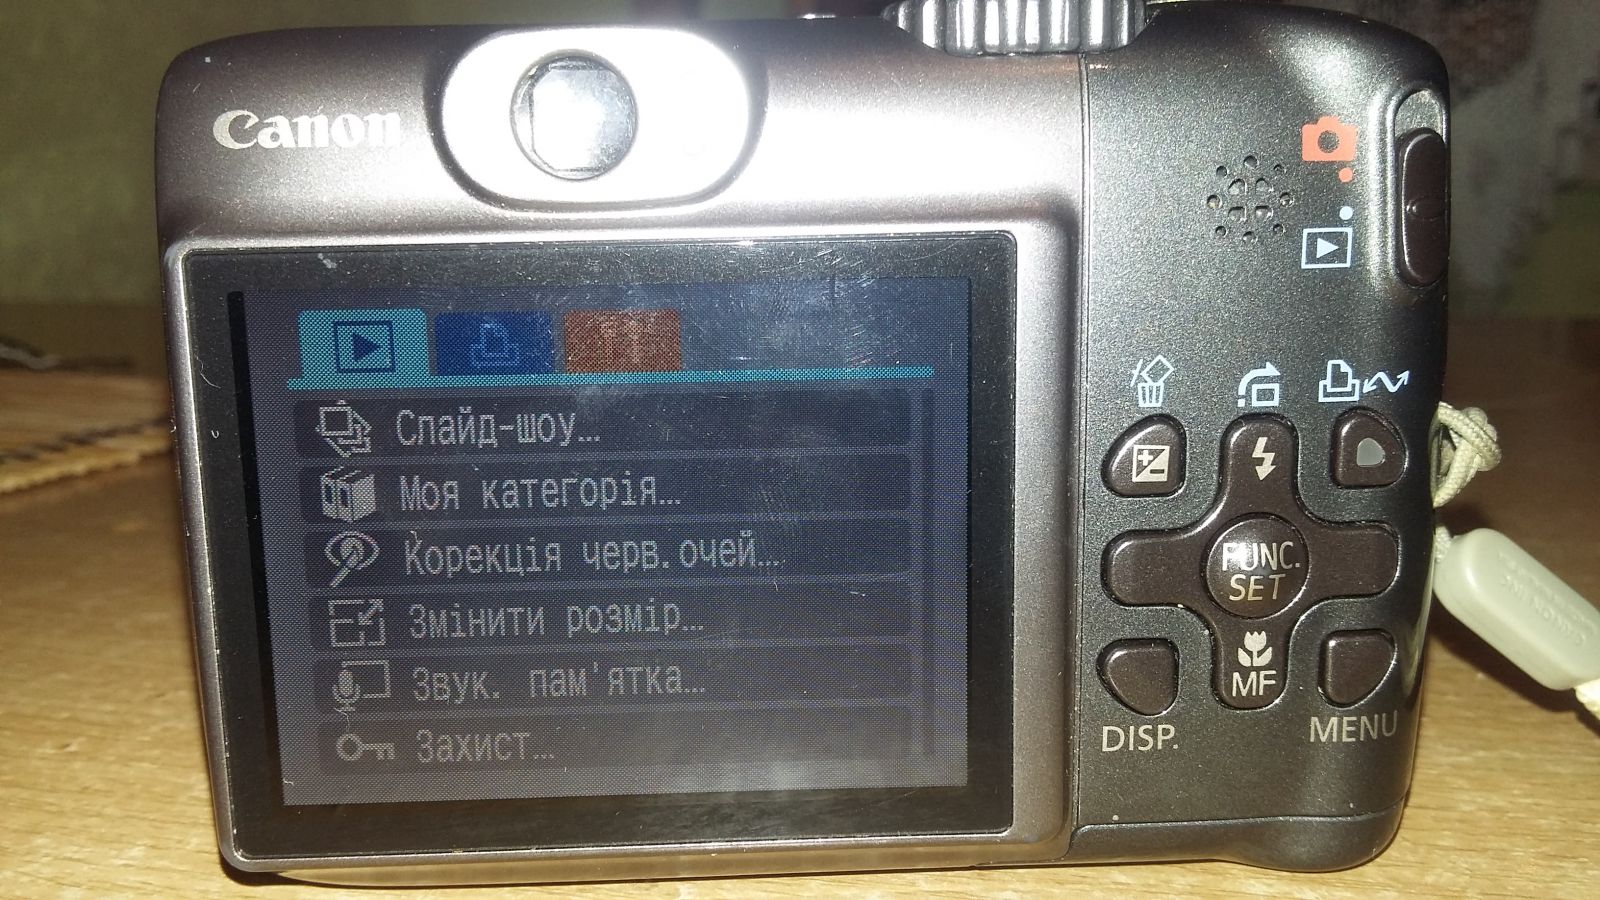 Canon
Слайд-шоу...
Моя категорія...
Корекція черв.очей...
Змінити розмір...
Звук. пам'ятка...
Захист...
FUNC.
SET
MF
DISP.
MENU